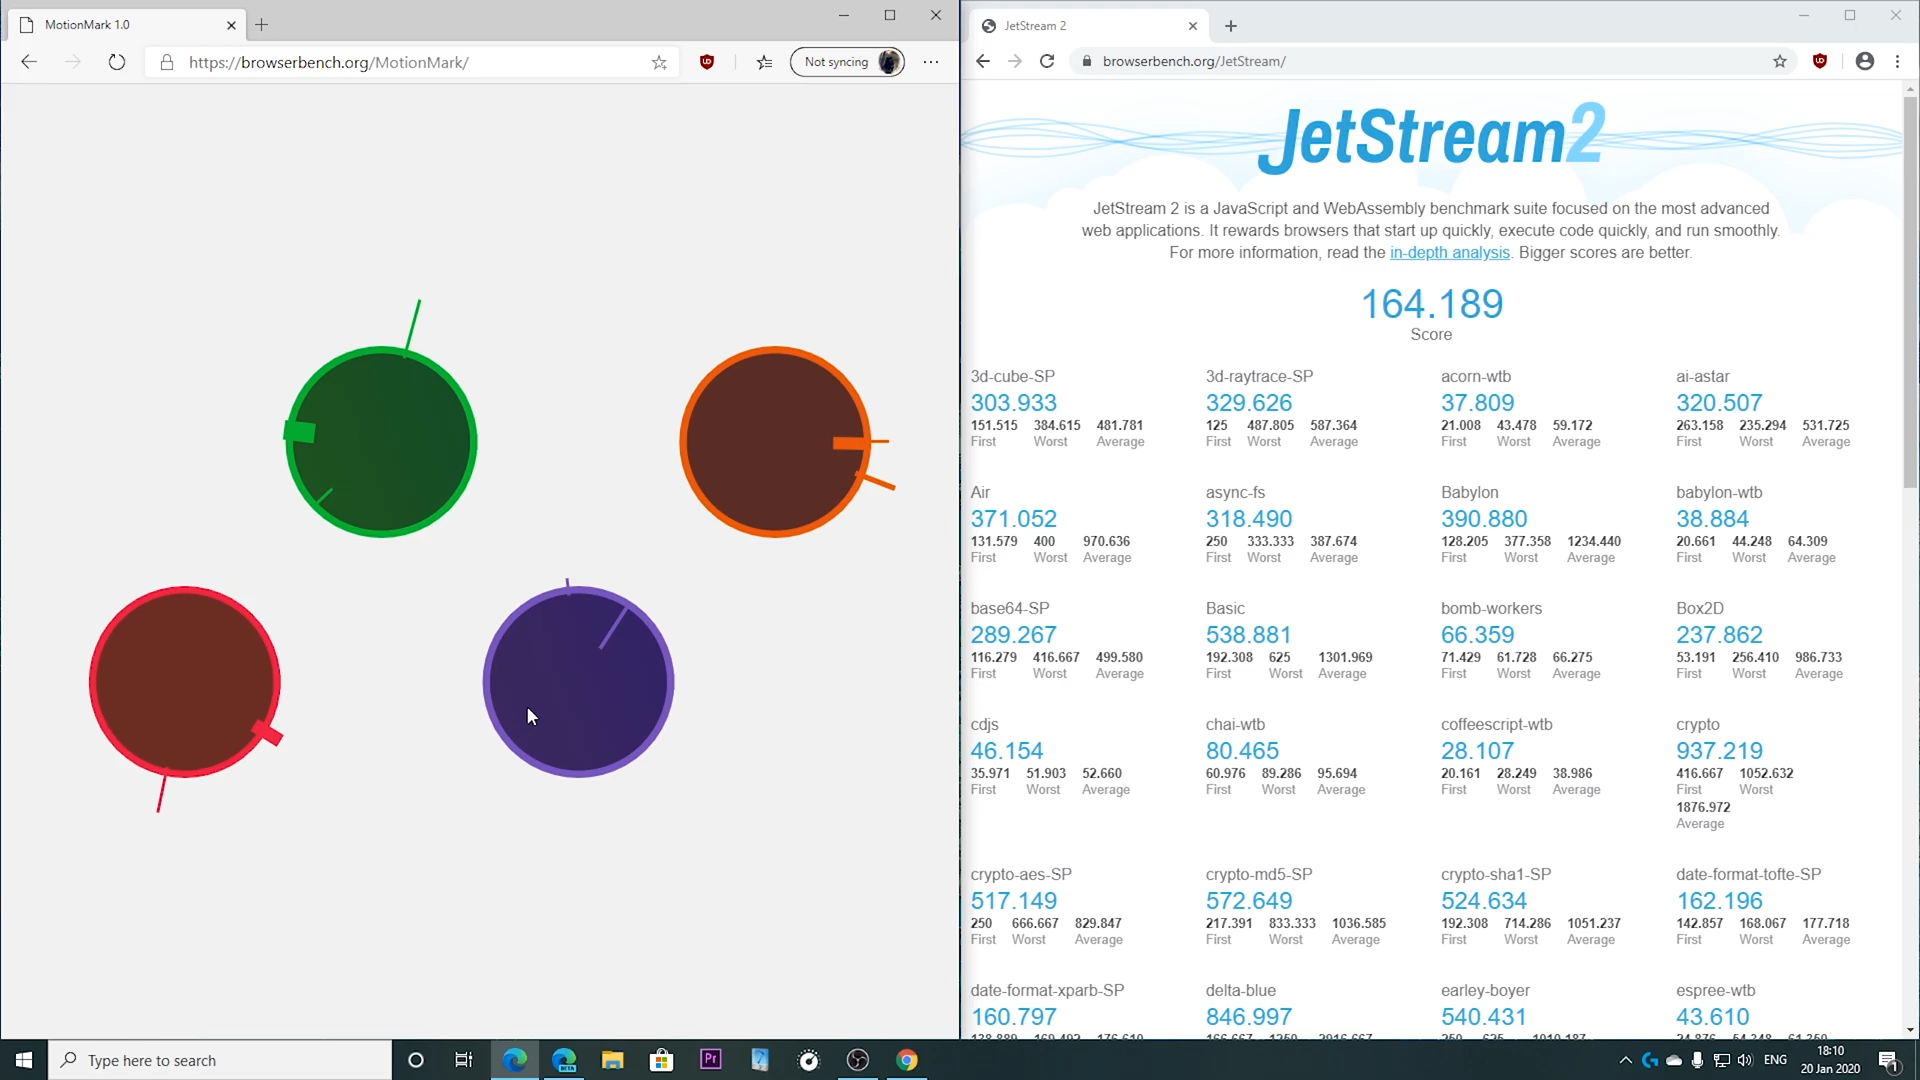 MotionMark 1.0
https://browserbench.org/MotionMark/
Not syncing
JetStream 2
browserbench.org/JetStream/
JetStream2
JetStream 2 is a JavaScript and WebAssembly benchmark suite focused on the most advanced
web applications. It rewards browsers that start up quickly, execute code quickly, and run smoothly.
For more information, read the in-depth analysis. Bigger scores are better.
164.189
Score
3d-cube-SP 3d-raytrace-SP acorn-wtb ai-astar
303.933 329.626 37.809 320.507
151.515 384.615 481.781 125 487.805 587.364 21.008 43.478 59.172 263.158 235.294 531.725
First Worst Average First Worst Average First Worst Average First Worst Average
Air async-fs Babylon babylon-wtb
371.052 318.490 390.880 38.884
131.579 400 970.636 250 333.333 387.674 128.205 377.358 1234.440 20.661 44.248 64.309
First Worst Average First Worst Average First Worst Average First Worst Average
base64-SP Basic bomb-workers Box2D
289.267 538.881 66.359 237.862
116.279 416.667 499.580 192.308 625 1301.969 71.429 61.728 66.275 53.191 256.410 986.733
First Worst Average First Worst Average First Worst Average First Worst Average
cdjs chai-wtb coffeescript-wtb crypto
46.154 80.465 28.107 937.219
35.971 51.903 52.660 60.976 89.286 95.694 20.161 28.249 38.986 416.667 1052.632
First Worst Average First Worst Average First Worst Average First Worst
1876.972
Average
crypto-aes-SP crypto-md5-SP crypto-sha1-SP date-format-tofte-SP
517.149 572.649 524.634 162.196
250 666.667 829.847 217.391 833.333 1036.585 192.308 714.286 1051.237 142.857 168.067 177.718
First Worst Average First Worst Average First Worst Average First Worst Average
date-format-xparb-SP delta-blue earley-boyer espree-wtb
160.797 846.997 540.431 43.610
Type here to search
BETA
Pr
ENG
18:10
20 Jan 2020
1